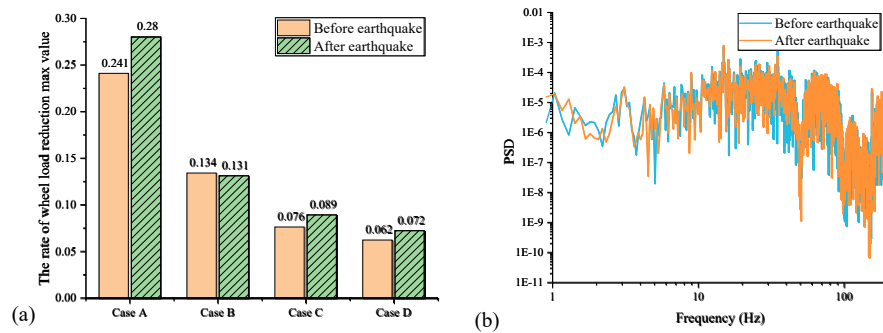 The rate of wheel load reduction max value
0.30
0.25
0.20
0.15
0.10
0.05
0.00
Before earthquake
After earthquake
0.241
0.28
0.134
0.131
0.076
0.089
0.062
0.072
Case A
Case B
Case C
Case D
(a)
PSD
1E-3
1E-4
1E-5
1E-6
1E-7
1E-8
1E-9
1E-10
1E-11
Before earthquake
After earthquake
1
10
100
Frequency (Hz)
(b)